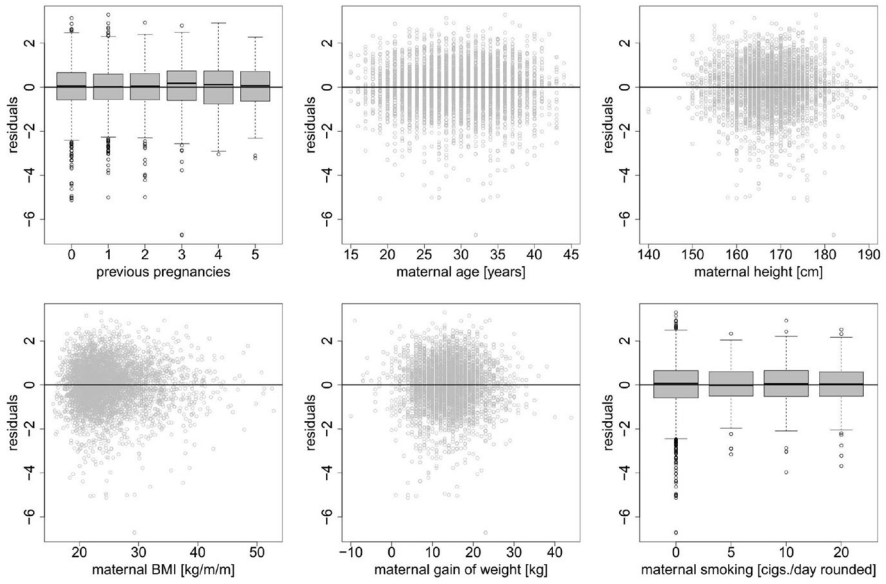 2
0
-2
-4
-6
residuals
0 1 2 3 4 5
previous pregnancies
2
0
-2
-4
-6
residuals
15 20 25 30 35 40 45
maternal age [years]
2
0
-2
-4
-6
residuals
140 150 160 170 180 190
maternal height [cm]
2
0
-2
-4
-6
residuals
20 30 40 50
maternal BMI [kg/m/m]
2
0
-2
-4
-6
residuals
-10 0 10 20 30 40
maternal gain of weight [kg]
2
0
-2
-4
-6
residuals
0 5 10 20
maternal smoking [cigs./day rounded]